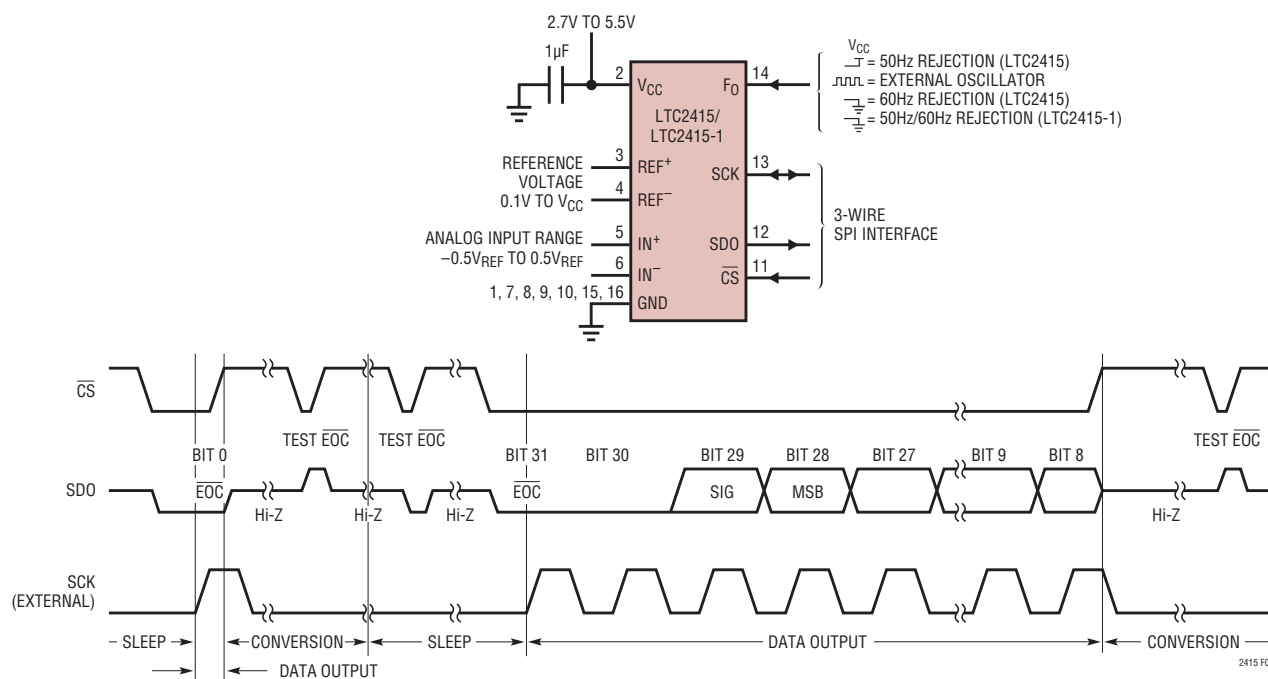 2.7V TO 5.5V
1µF
2
VCC
FO
14
LTC2415/
LTC2415-1
VCC
= 50Hz REJECTION (LTC2415)
= EXTERNAL OSCILLATOR
= 60Hz REJECTION (LTC2415)
= 50Hz/60Hz REJECTION (LTC2415-1)
REFERENCE
VOLTAGE
0.1V TO VCC
3
REF+
4
REF−
SCK
13
ANALOG INPUT RANGE
−0.5VREF TO 0.5VREF
5
IN+
6
IN−
SDO
12
CS
11
3-WIRE
SPI INTERFACE
1, 7, 8, 9, 10, 15, 16
GND
CS
TEST EOC
TEST EOC
TEST EOC
BIT 0
BIT 31
BIT 30
BIT 29
BIT 28
BIT 27
BIT 9
BIT 8
SDO
EOC
EOC
SIG
MSB
Hi-Z
Hi-Z
Hi-Z
Hi-Z
SCK
(EXTERNAL)
SLEEP
CONVERSION
SLEEP
DATA OUTPUT
CONVERSION
DATA OUTPUT